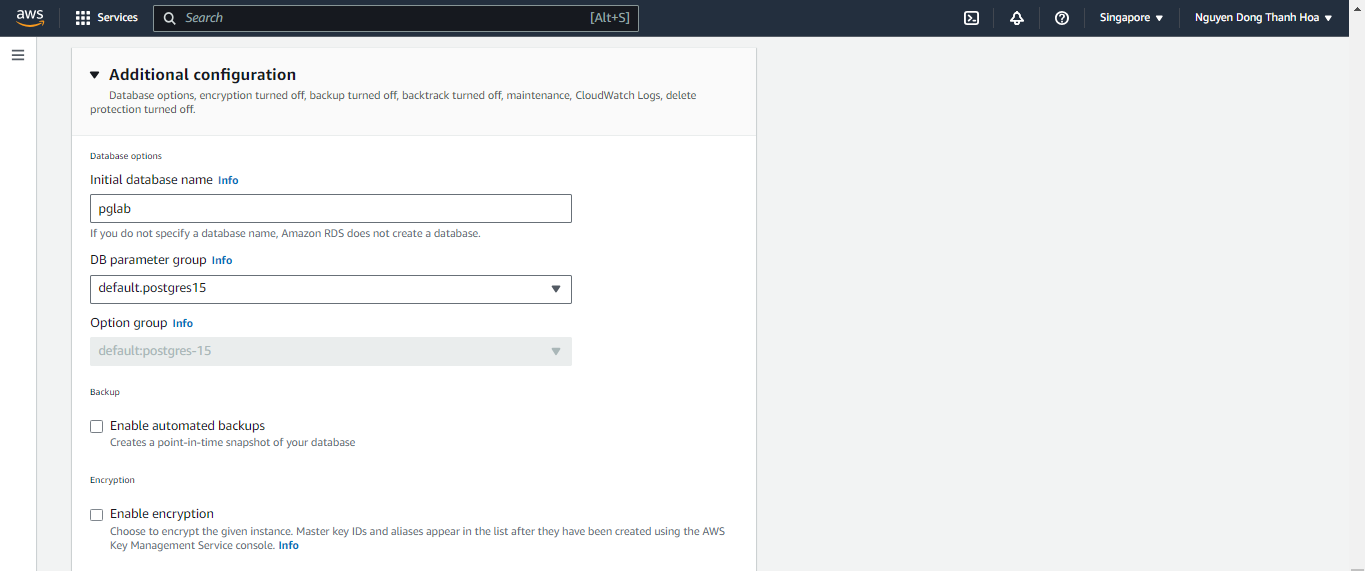 aws
Services
Search
[Alt+S]
Singapore
Nguyen Dong Thanh Hoa
Additional configuration
Database options, encryption turned off, backup turned off, backtrack turned off, maintenance, CloudWatch Logs, delete
protection turned off.
Database options
Initial database name Info
pglab
If you do not specify a database name, Amazon RDS does not create a database.
DB parameter group Info
default.postgres15
Option group Info
default:postgres-15
Backup
Enable automated backups
Creates a point-in-time snapshot of your database
Encryption
Enable encryption
Choose to encrypt the given instance. Master key IDs and aliases appear in the list after they have been created using the AWS
Key Management Service console. Info